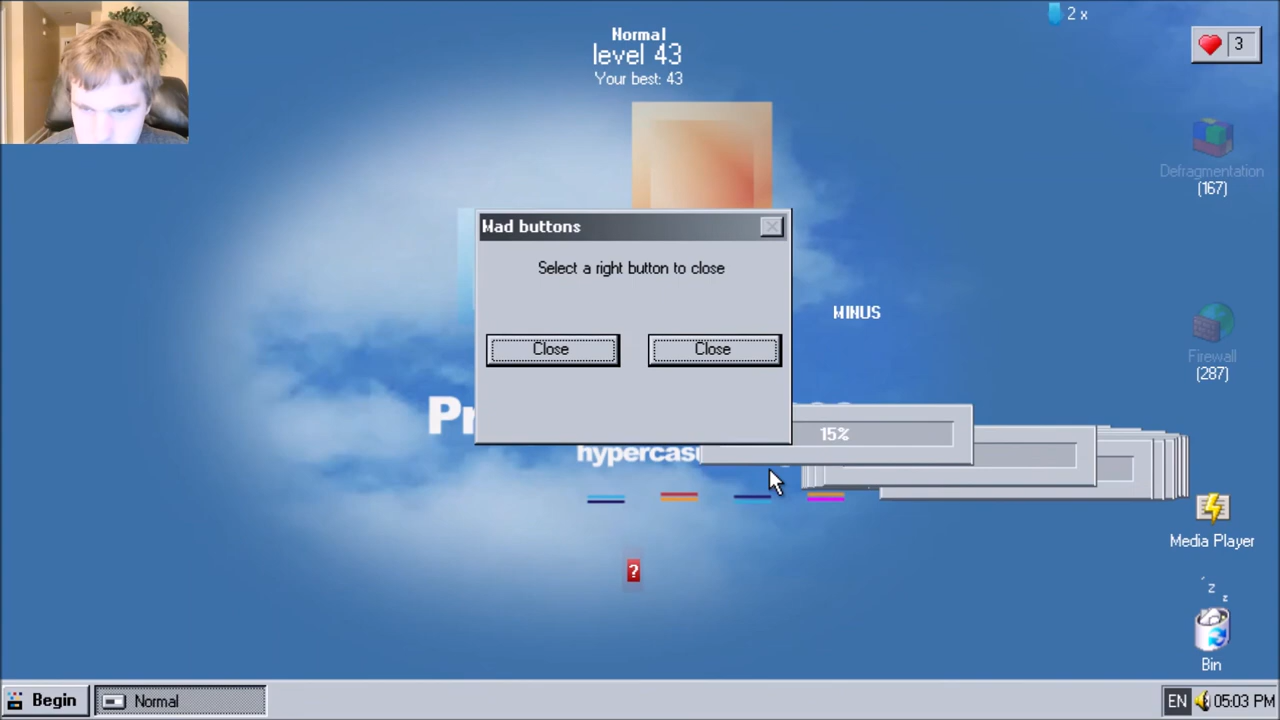 2 x
Normal
level 43
Your best: 43
3
Defragmentation
(167)
Mad buttons
Select a right button to close
MINUS
Close
Close
Firewall
(287)
Pr
15%
hypercas
Media Player
?
z
z
Bin
Begin
Normal
EN
05:03 PM